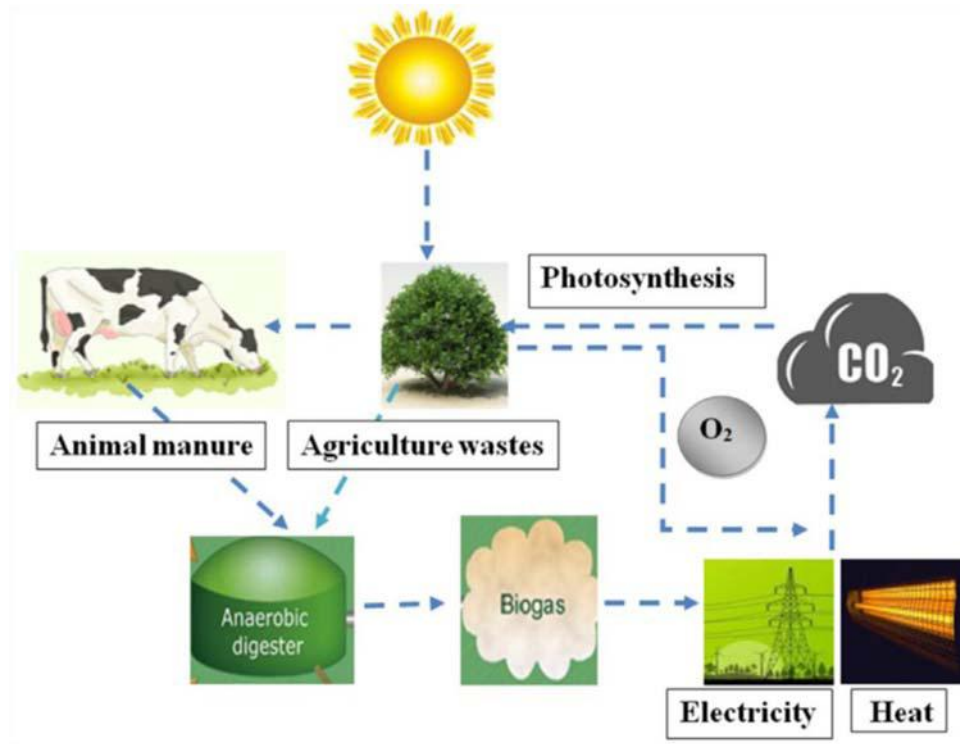 Photosynthesis
CO₂
O₂
Animal manure
Agriculture wastes
Anaerobic
digester
Biogas
Electricity
Heat